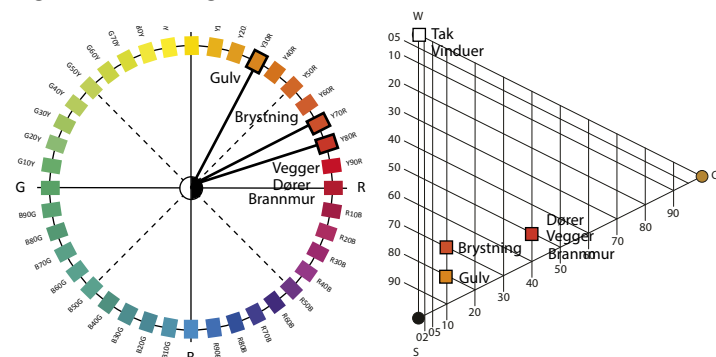 Y20
Y30R
Y40R
Y50R
Y60R
Y70R
Y80R
Y90R
R
R10B
R20B
R30B
R40B
R50B
R60B
R70B
R80B
R90B
B10G
B20G
B30G
B40G
B50G
B60G
B70G
B80G
B90G
G
G10Y
G20Y
G30Y
G40Y
G50Y
G60Y
G70Y
Gulv
Brystning
Vegger
Dører
Brannmur
W
Tak
Vinduer
05
10
20
30
40
50
60
70
80
90
S
02
05
10
20
30
40
50
60
70
80
90
Dører
Vegger
Brannmur
Brystning
Gulv